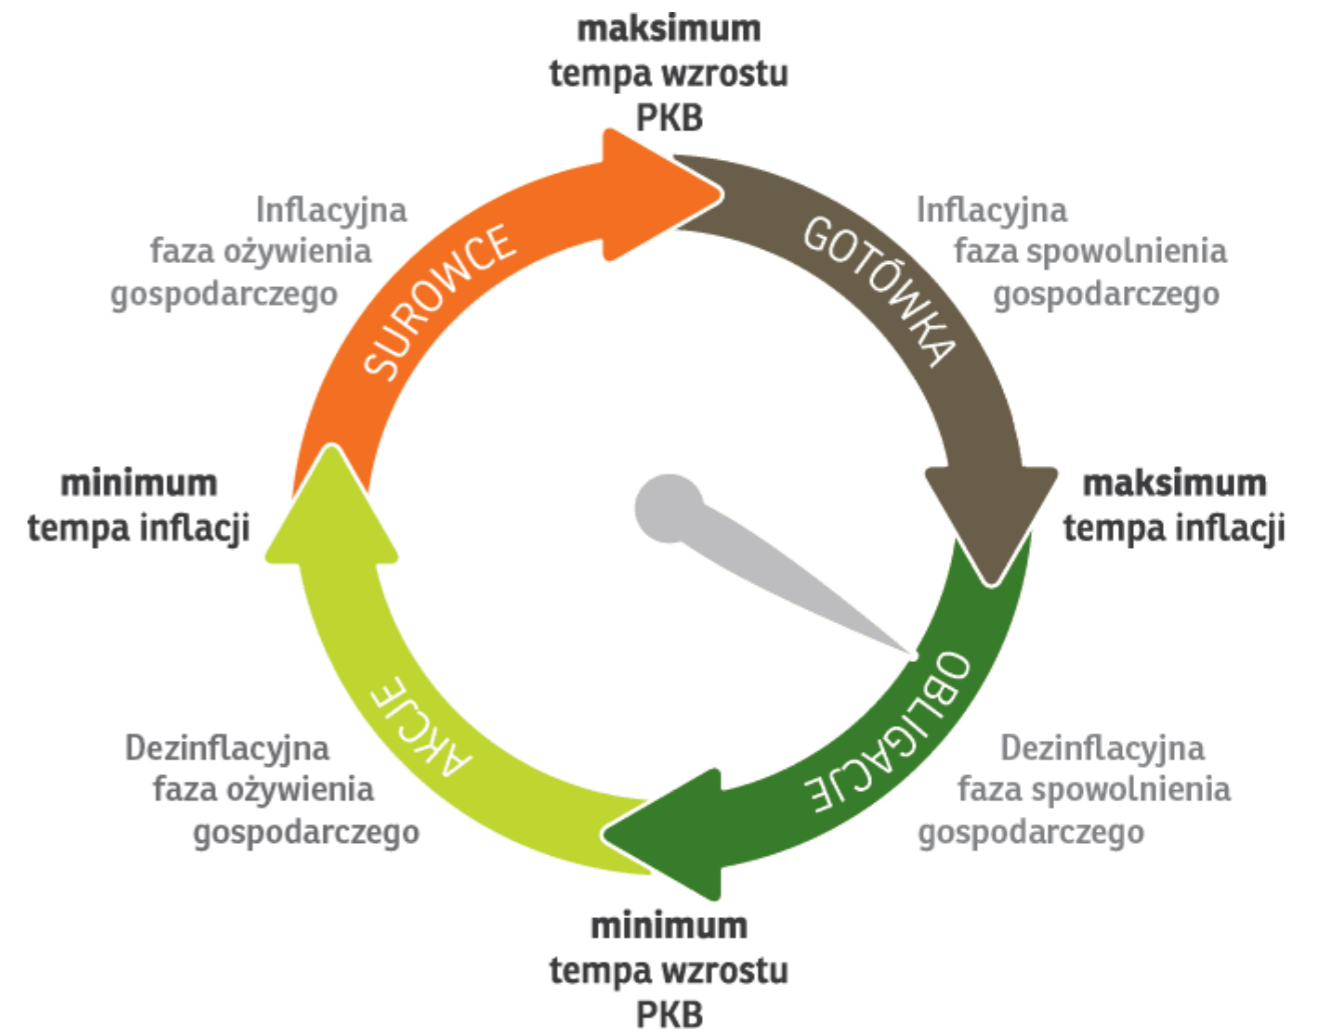 maksimum
tempa wzrostu
PKB
Inflacyjna
faza ożywienia
gospodarczego
SUROWCE
GOTÓWKA
Inflacyjna
faza spowolnienia
gospodarczego
minimum
tempa inflacji
maksimum
tempa inflacji
Dezinflacyjna
faza ożywienia
gospodarczego
AKCJE
OBLIGACJE
Dezinflacyjna
faza spowolnienia
gospodarczego
minimum
tempa wzrostu
PKB